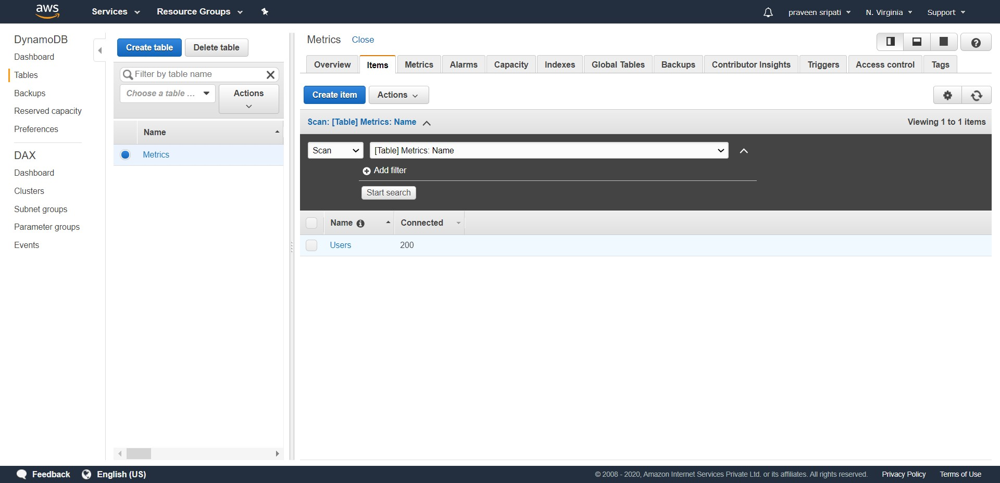 aws Services Resource Groups praveen sripati N. Virginia Support
DynamoDB
Dashboard
Tables
Backups
Reserved capacity
Preferences
DAX
Dashboard
Clusters
Subnet groups
Parameter groups
Events
Create table Delete table
Filter by table name
Choose a table ... Actions
Name
Metrics
Metrics Close
Overview Items Metrics Alarms Capacity Indexes Global Tables Backups Contributor Insights Triggers Access control Tags
Create item Actions
Scan: [Table] Metrics: Name Viewing 1 to 1 items
Scan [Table] Metrics: Name
Add filter
Start search
Name Connected
Users 200
Feedback English (US) © 2008 - 2020, Amazon Internet Services Private Ltd. or its affiliates. All rights reserved. Privacy Policy Terms of Use